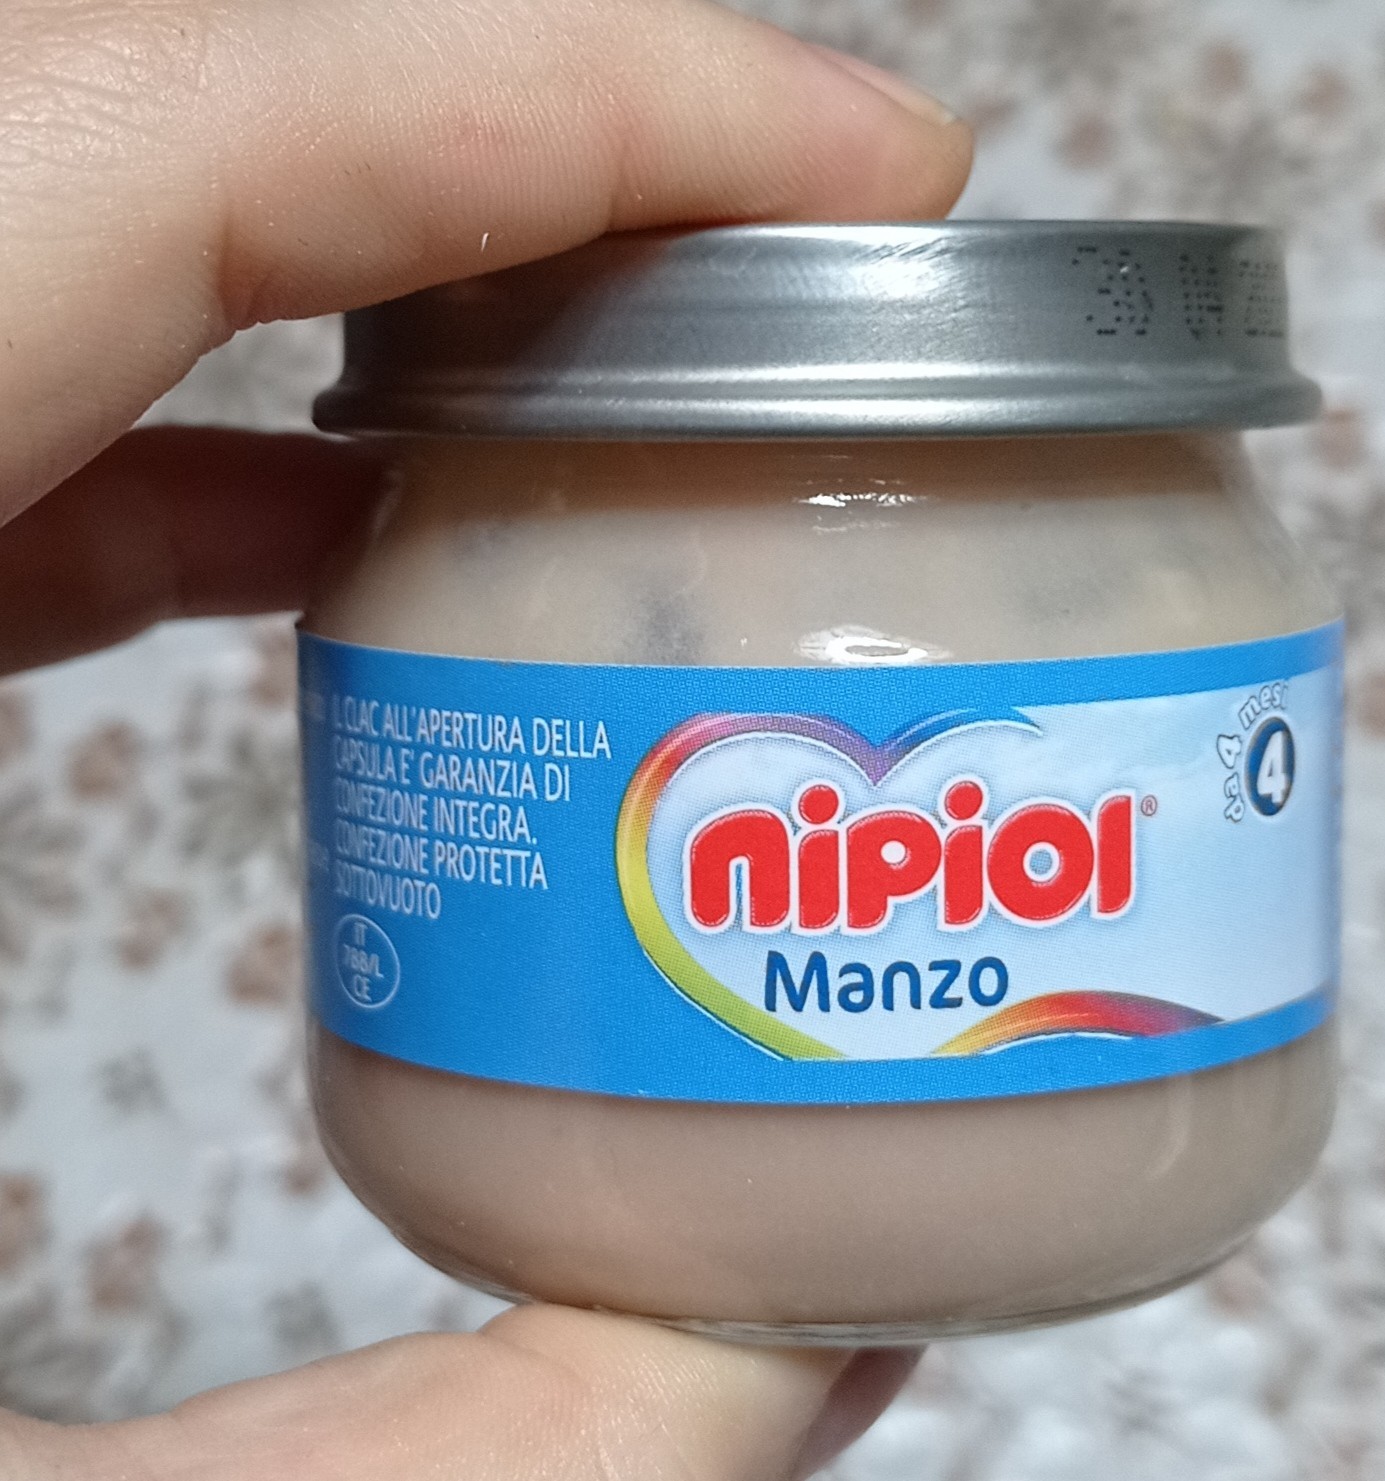 IL CLAC ALL'APERTURA DELLA
CAPSULA E' GARANZIA DI
CONFEZIONE INTEGRA.
CONFEZIONE PROTETTA
SOTTOVUOTO
IT
788/L
CE
nipiol®
Manzo
da 4 mesi
4